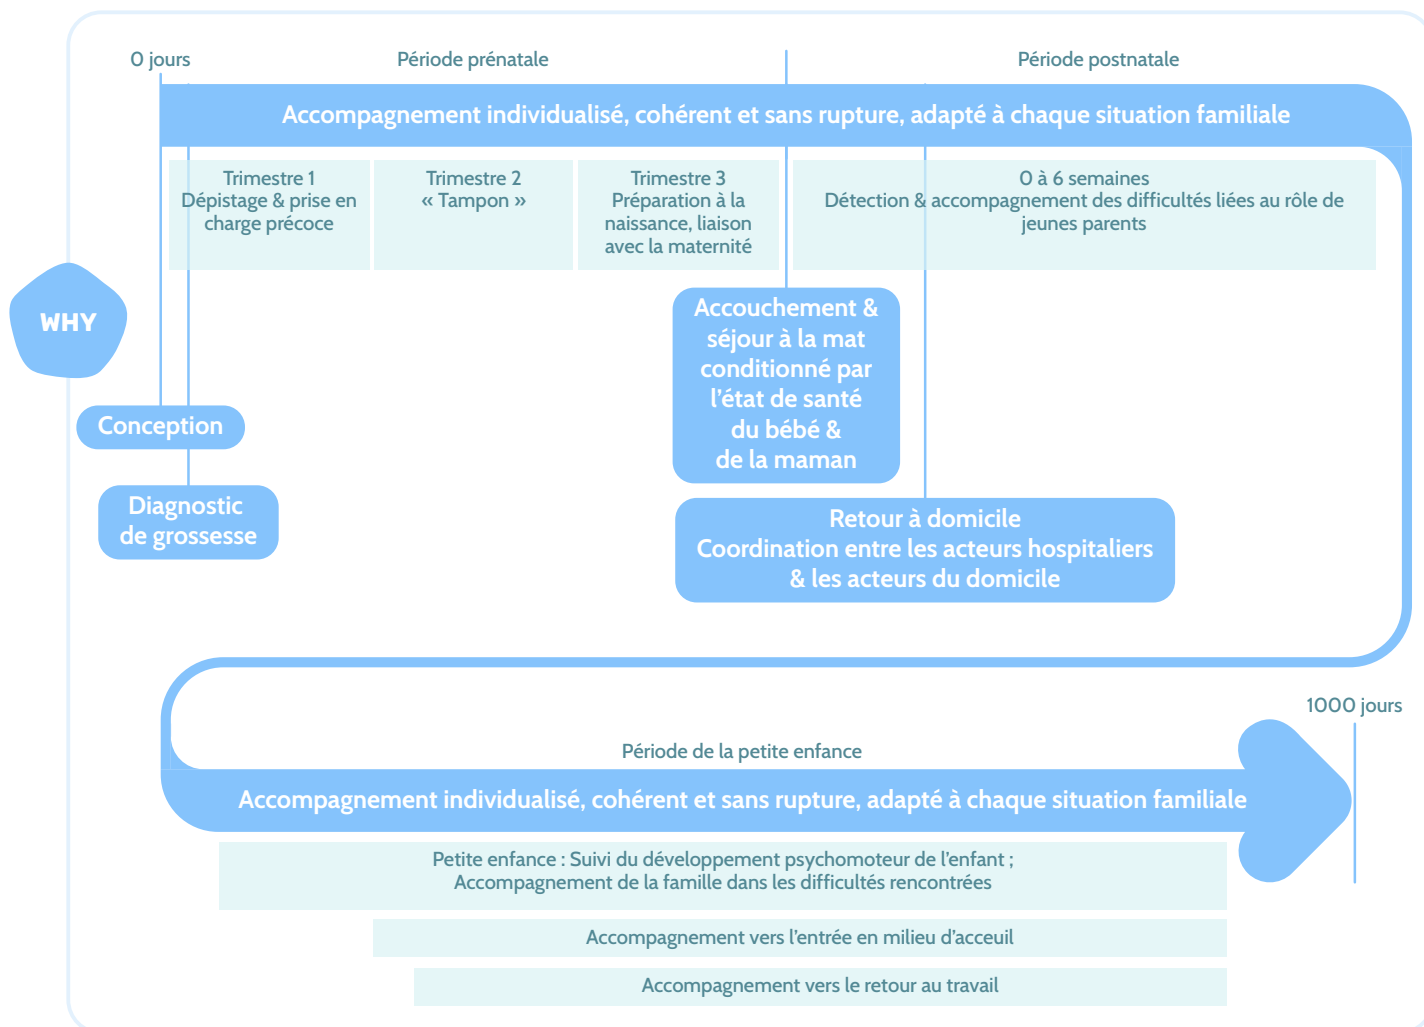 0 jours
Période prénatale
Période postnatale
Accompagnement individualisé, cohérent et sans rupture, adapté à chaque situation familiale
Trimestre 1
Dépistage & prise en
charge précoce
Trimestre 2
« Tampon »
Trimestre 3
Préparation à la
naissance, liaison
avec la maternité
0 à 6 semaines
Détection & accompagnement des difficultés liées au rôle de
jeunes parents
WHY
Accouchement &
séjour à la mat
conditionné par
l'état de santé
du bébé &
de la maman
Conception
Diagnostic
de grossesse
Retour à domicile
Coordination entre les acteurs hospitaliers
& les acteurs du domicile
1000 jours
Période de la petite enfance
Accompagnement individualisé, cohérent et sans rupture, adapté à chaque situation familiale
Petite enfance : Suivi du développement psychomoteur de l'enfant ;
Accompagnement de la famille dans les difficultés rencontrées
Accompagnement vers l'entrée en milieu d'acceuil
Accompagnement vers le retour au travail